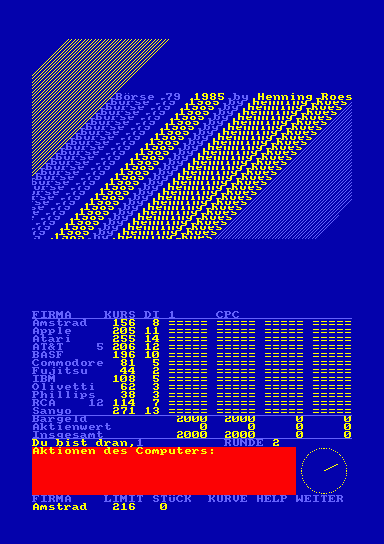 Börse .79 1985 by Henning Roes
FIRMA KURS DI 1 CPC
Amstrad 156 8 ===== ===== ===== =====
Apple 205 11 ===== ===== ===== =====
Atari 255 14 ===== ===== ===== =====
AT&T 5 206 12 ===== ===== ===== =====
BASF 196 10 ===== ===== ===== =====
Commodore 81 5 ===== ===== ===== =====
Fujitsu 44 2 ===== ===== ===== =====
IBM 108 5 ===== ===== ===== =====
Olivetti 62 3 ===== ===== ===== =====
Phillips 38 3 ===== ===== ===== =====
RCA 12 114 7 ===== ===== ===== =====
Sanyo 271 13 ===== ===== ===== =====
Bargeld 2000 2000 0 0
Aktienwert 0 0 0 0
Insgesamt 2000 2000 0 0
Du bist dran,1 RUNDE 2
Aktionen des Computers:
FIRMA LIMIT STüCK KURVE HELP WEITER
Amstrad 216 0